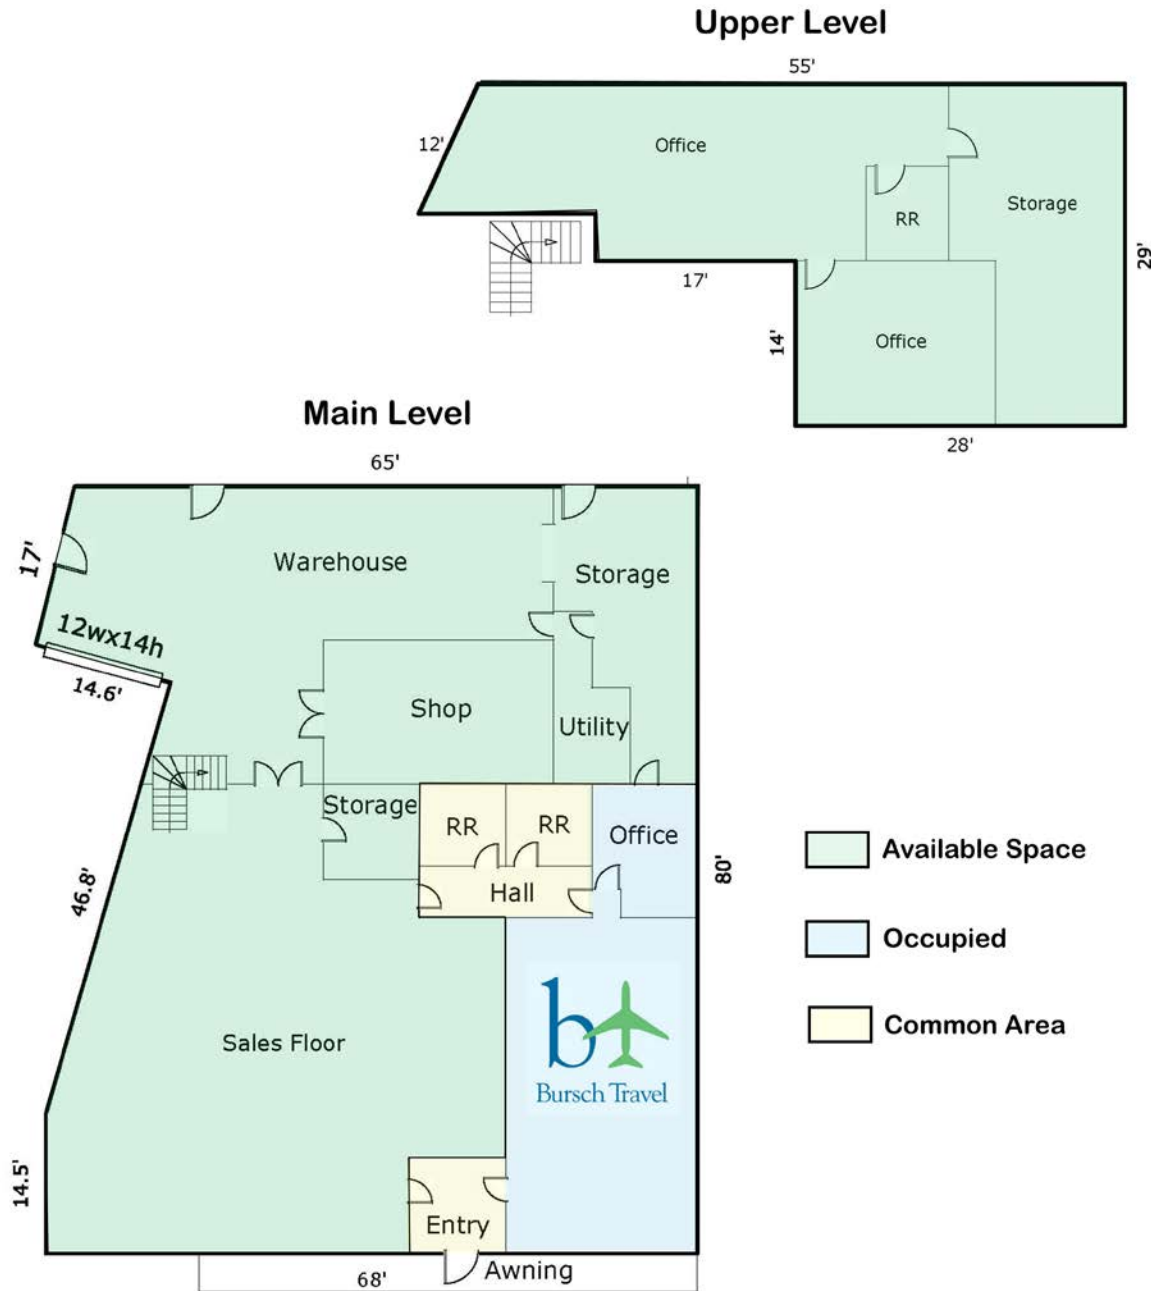 Upper Level
55'
12'
Office
RR
Storage
29'
17'
14'
Office
28'
Main Level
65'
17'
Warehouse
Storage
12wx14h
14.6'
Shop
Utility
Storage
RR
RR
Office
Hall
46.8'
80'
Available Space
Occupied
Common Area
Sales Floor
b
Bursch Travel
14.5'
Entry
Awning
68'